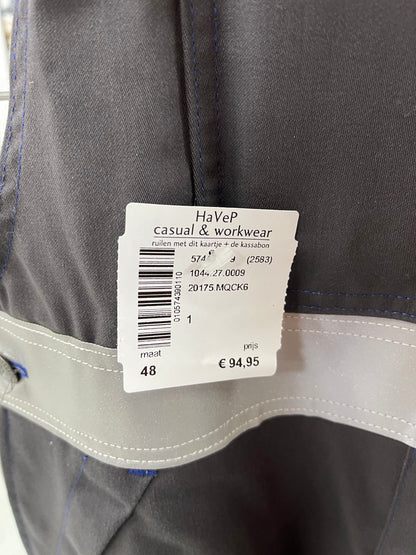 HaVeP
casual & workwear
ruilen met dit kaartje + de kassabon
(2583)
1044.27.0009
20175.MQCK6
010574390110
1
maat
prijs
48
€ 94,95